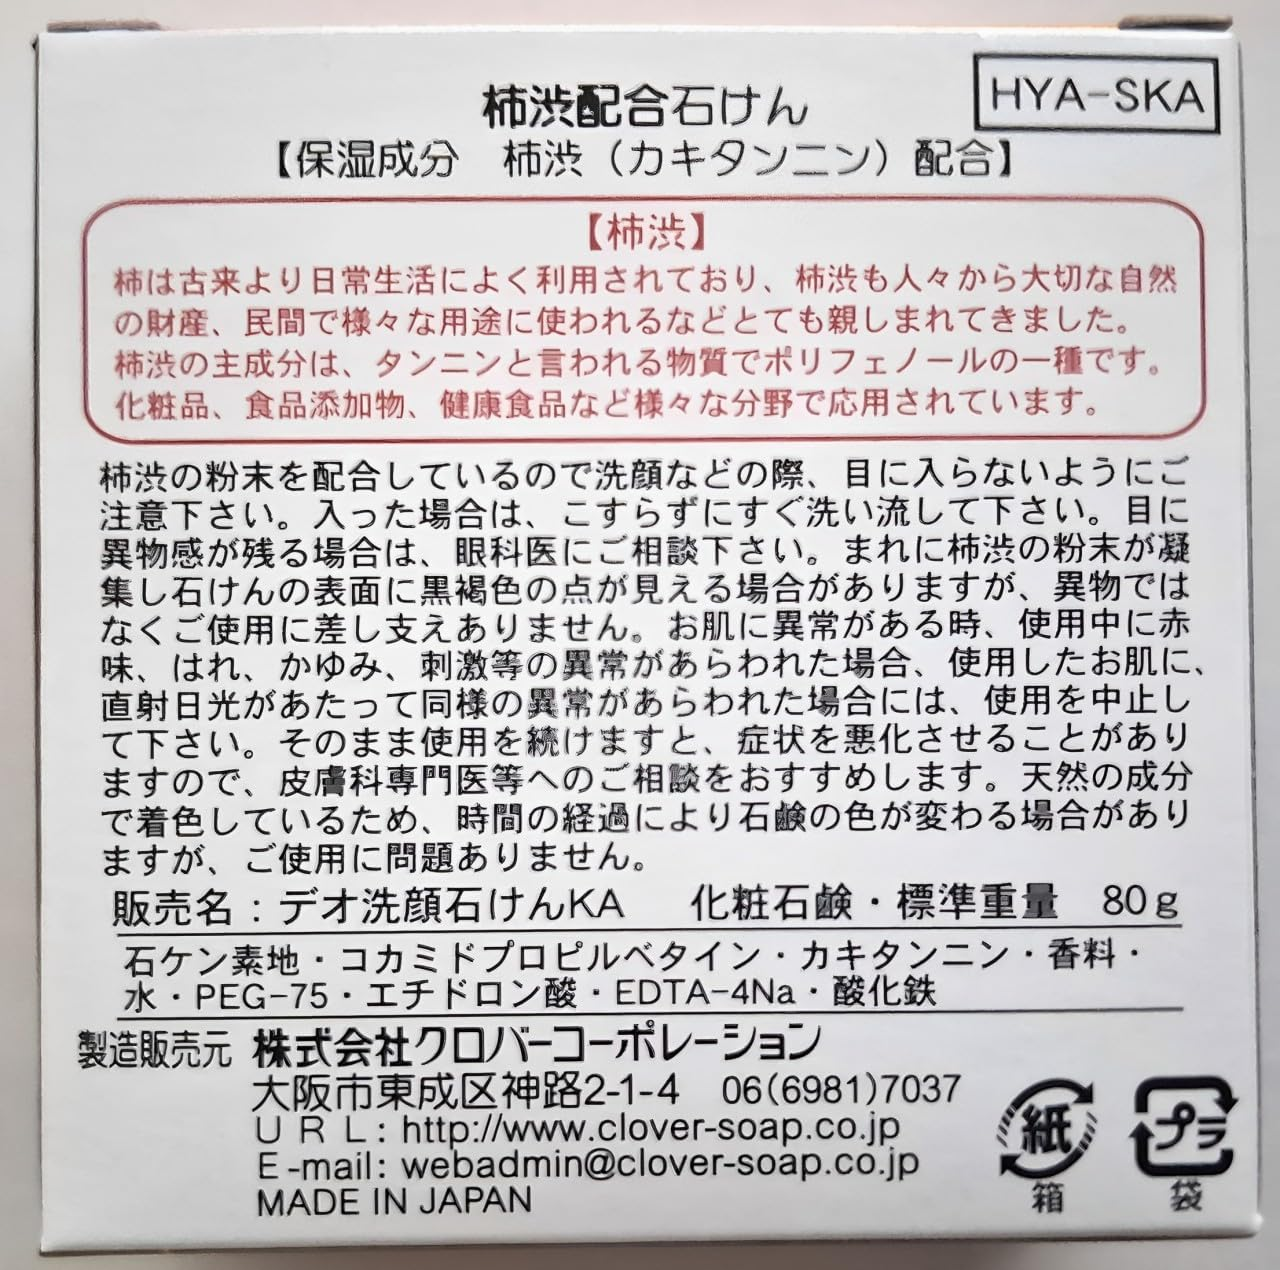 HYA-SKA
柿渋配合石けん
【保湿成分 柿渋（カキタンニン）配合】
【柿渋】
柿は古来より日常生活によく利用されており、柿渋も人々から大切な自然
の財産、民間で様々な用途に使われるなどとても親しまれてきました。
柿渋の主成分は、タンニンと言われる物質でポリフェノールの一種です。
化粧品、食品添加物、健康食品など様々な分野で応用されています。
柿渋の粉末を配合しているので洗顔などの際、目に入らないようにご
注意下さい。入った場合は、こすらずにすぐ洗い流して下さい。目に
異物感が残る場合は、眼科医にご相談下さい。まれに柿渋の粉末が凝
集し石けんの表面に黒褐色の点が見える場合がありますが、異物では
なくご使用に差し支えありません。お肌に異常がある時、使用中に赤
味、はれ、かゆみ、刺激等の異常があらわれた場合、使用したお肌に、
直射日光があたって同様の異常があらわれた場合には、使用を中止し
て下さい。そのまま使用を続けますと、症状を悪化させることがあり
ますので、皮膚科専門医等へのご相談をおすすめします。天然の成分
で着色しているため、時間の経過により石鹸の色が変わる場合があり
ますが、ご使用に問題ありません。
販売名：デオ洗顔石けんKA 化粧石鹸・標準重量 80g
石ケン素地・コカミドプロピルベタイン・カキタンニン・香料・
水・PEG-75・エチドロン酸・EDTA-4Na・酸化鉄
製造販売元 株式会社クロバーコーポレーション
大阪市東成区神路2-1-4 06(6981)7037
URL: http://www.clover-soap.co.jp
E-mail: webadmin@clover-soap.co.jp
MADE IN JAPAN
紙
箱
プラ
袋